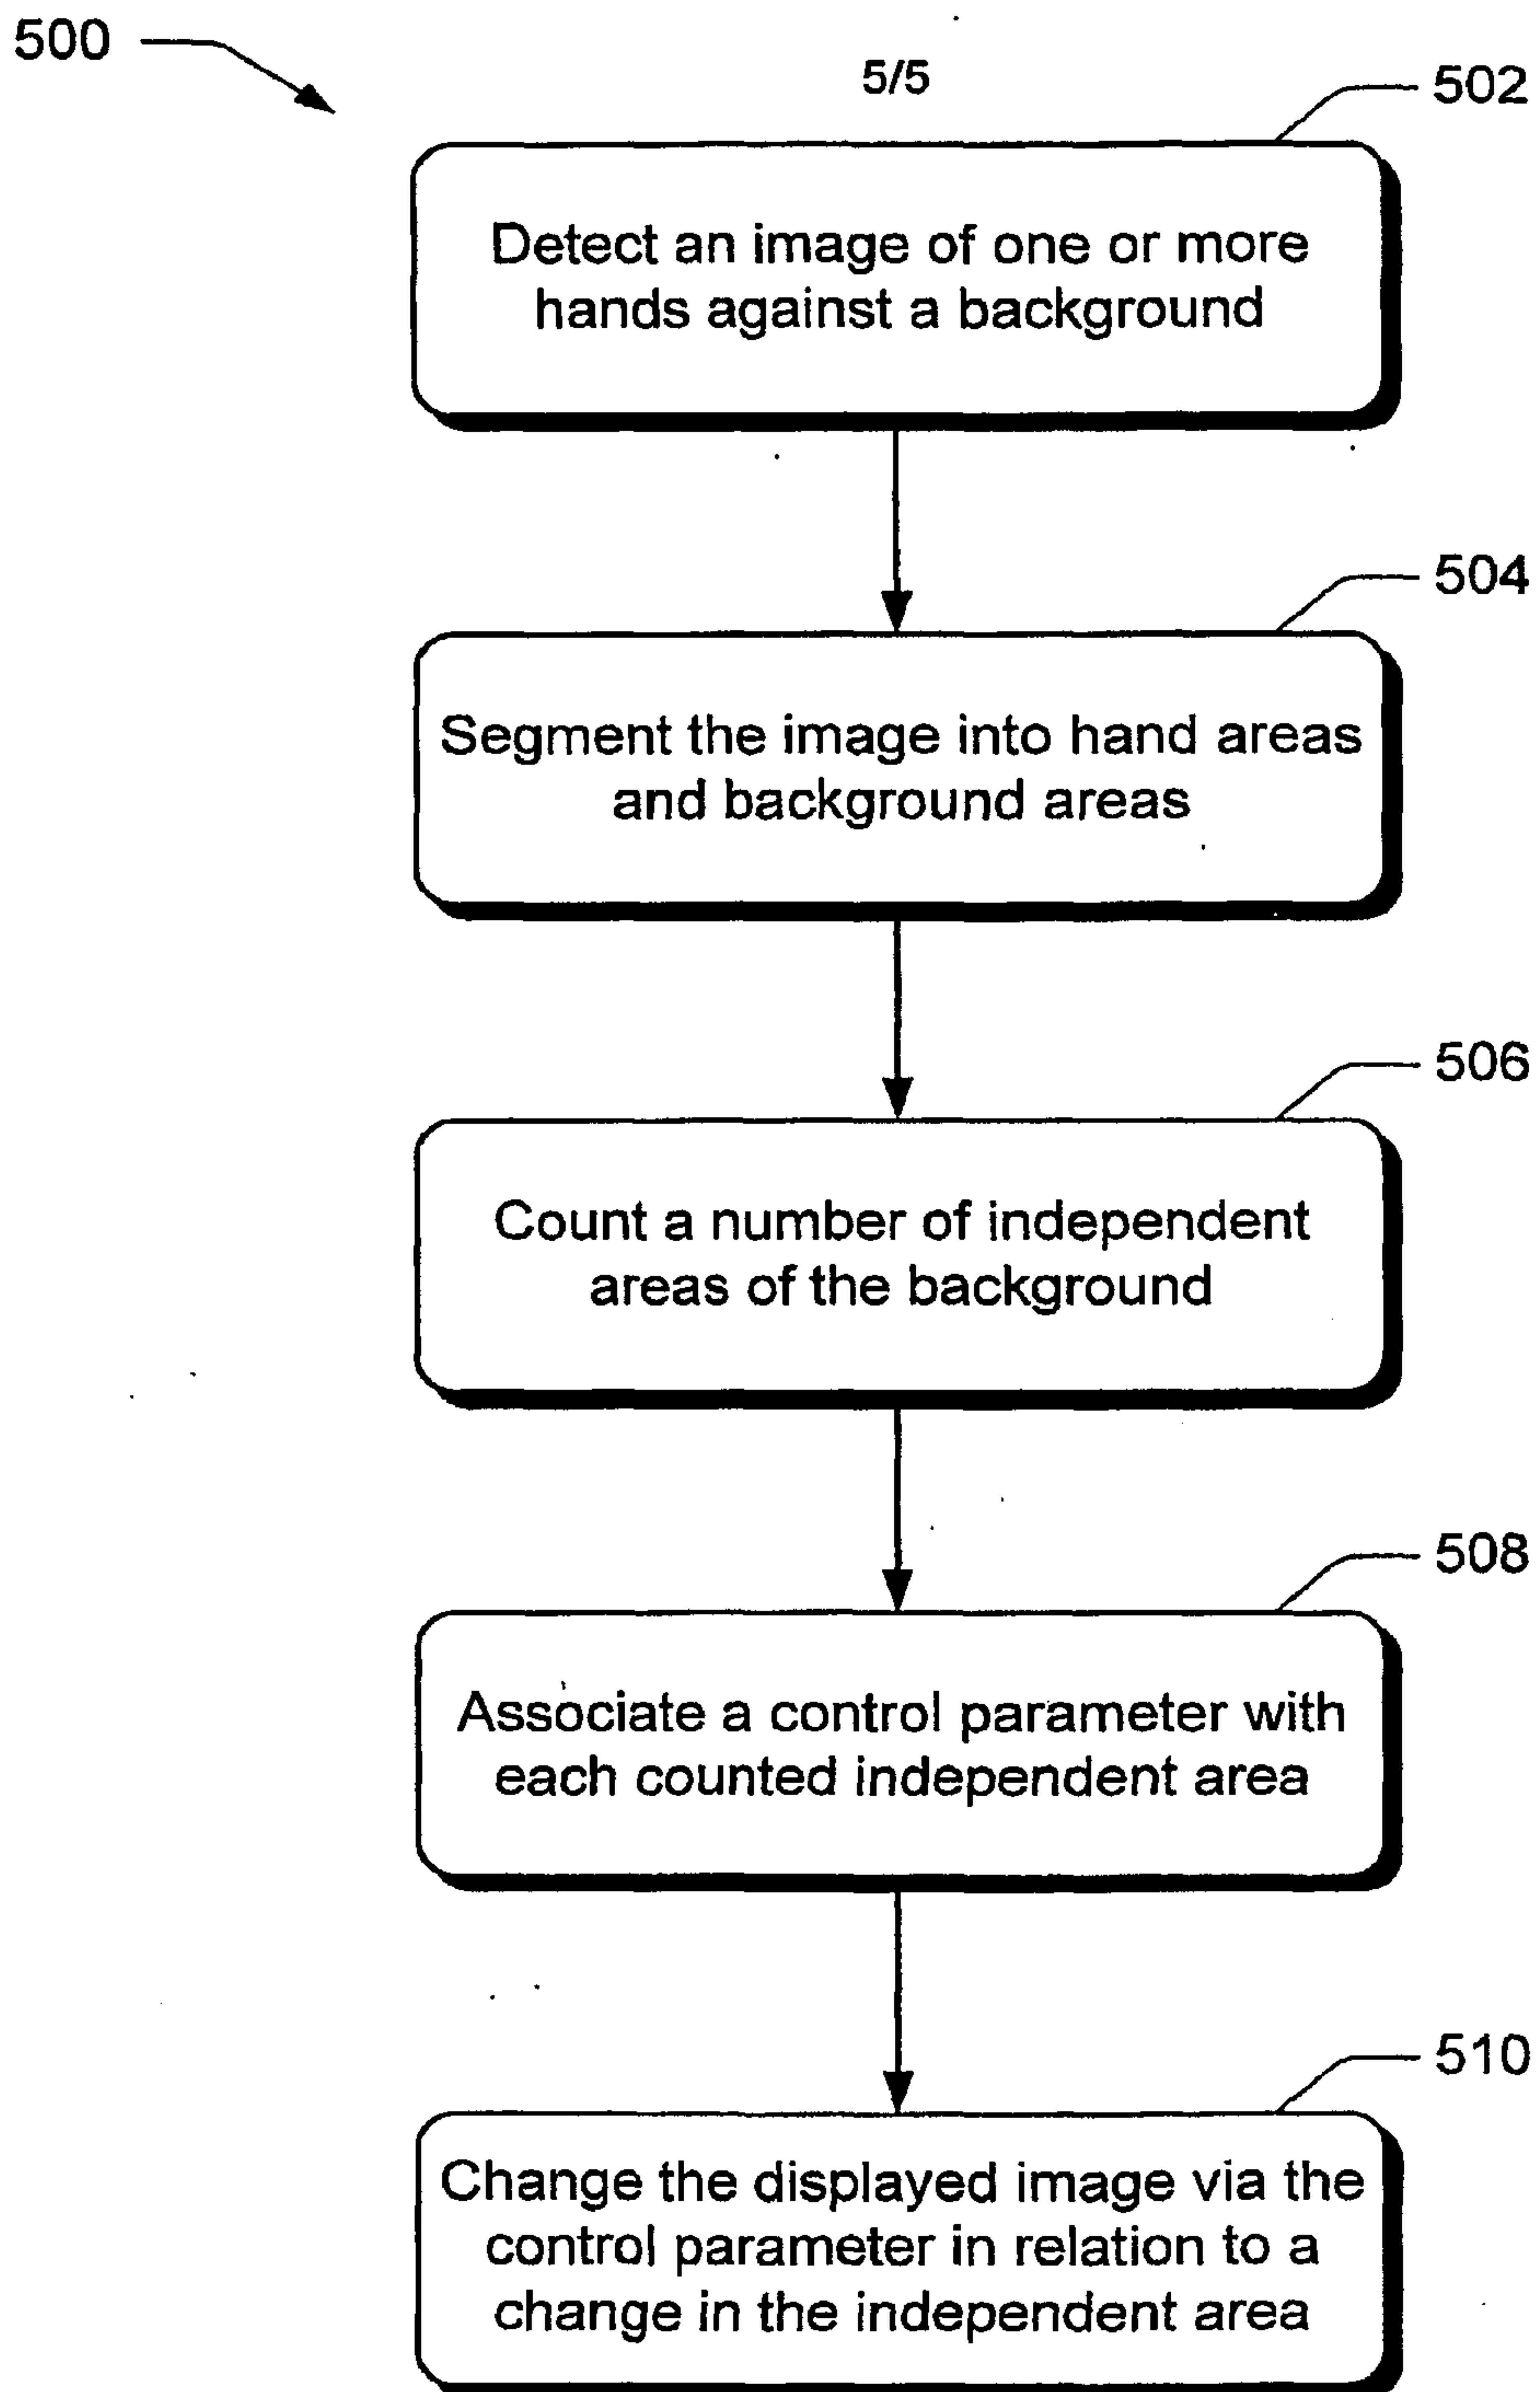 500
5/5
502
Detect an image of one or more
hands against a background
504
Segment the image into hand areas
and background areas
506
Count a number of independent
areas of the background
508
Associate a control parameter with
each counted independent area
510
Change the displayed image via the
control parameter in relation to a
change in the independent area